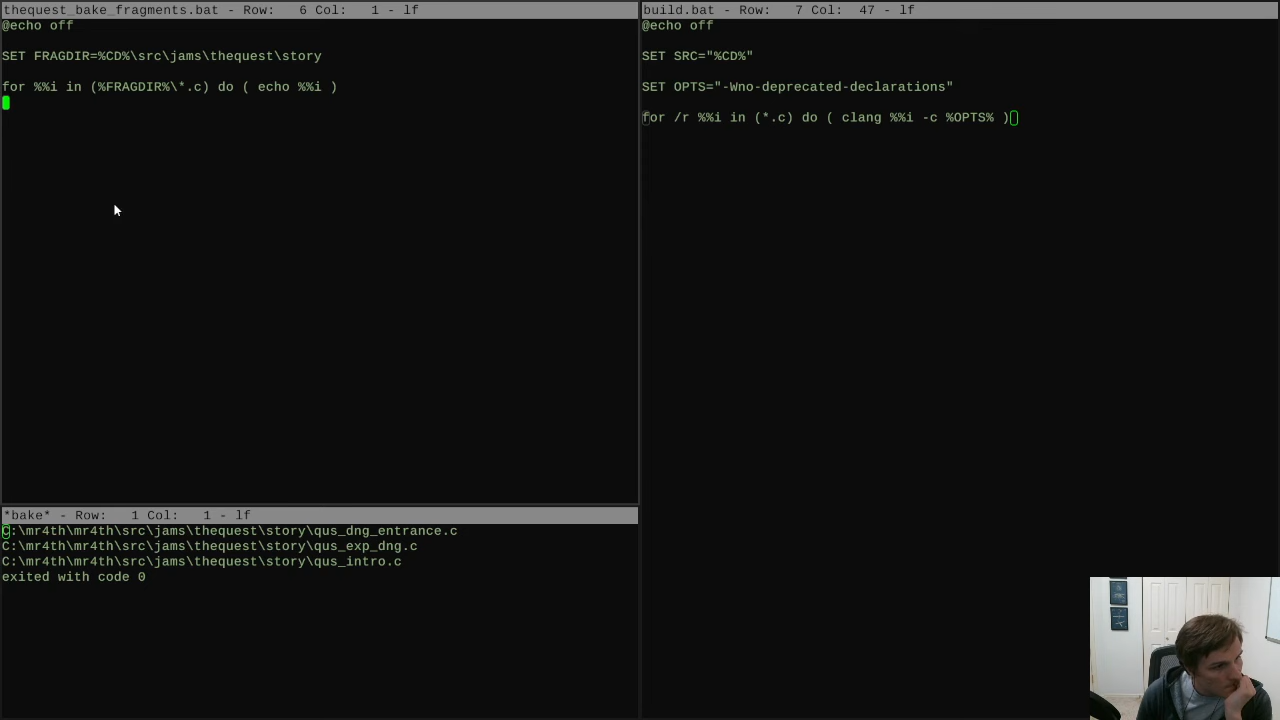 thequest_bake_fragments.bat - Row:   6 Col:   1 - lf
@echo off
SET FRAGDIR=%CD%\src\jams\thequest\story
for %%i in (%FRAGDIR%\*.c) do ( echo %%i )
build.bat - Row:   7 Col:  47 - lf
@echo off
SET SRC="%CD%"
SET OPTS="-Wno-deprecated-declarations"
for /r %%i in (*.c) do ( clang %%i -c %OPTS% )
*bake* - Row:   1 Col:   1 - lf
C:\mr4th\mr4th\src\jams\thequest\story\qus_dng_entrance.c
C:\mr4th\mr4th\src\jams\thequest\story\qus_exp_dng.c
C:\mr4th\mr4th\src\jams\thequest\story\qus_intro.c
exited with code 0